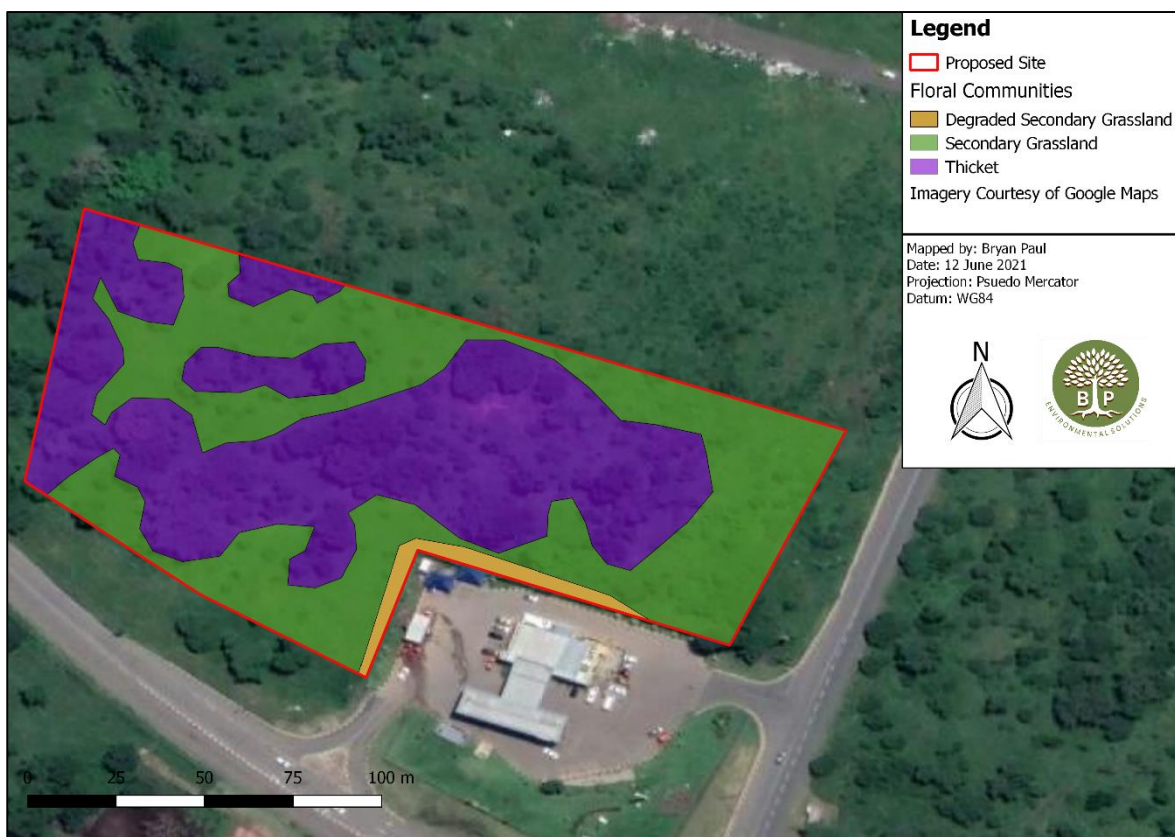 Legend
Proposed Site
Floral Communities
Degraded Secondary Grassland
Secondary Grassland
Thicket
Imagery Courtesy of Google Maps
Mapped by: Bryan Paul
Date: 12 June 2021
Projection: Psuedo Mercator
Datum: WG84
N
B P
ENVIRONMENTAL SOLUTIONS
0 25 50 75 100 m